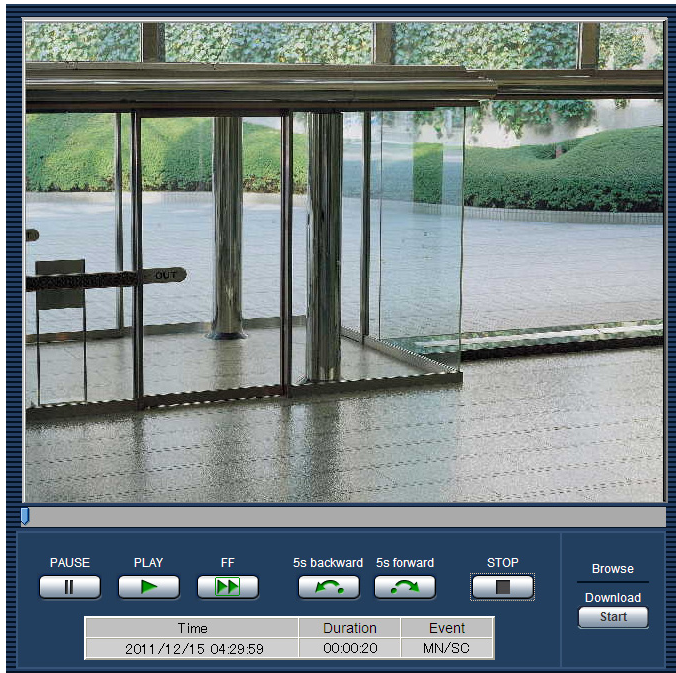 OUT
PAUSE PLAY FF 5s backward 5s forward STOP
Browse
Download
Start
Time Duration Event
2011/12/15 04:29:59 00:00:20 MN/SC